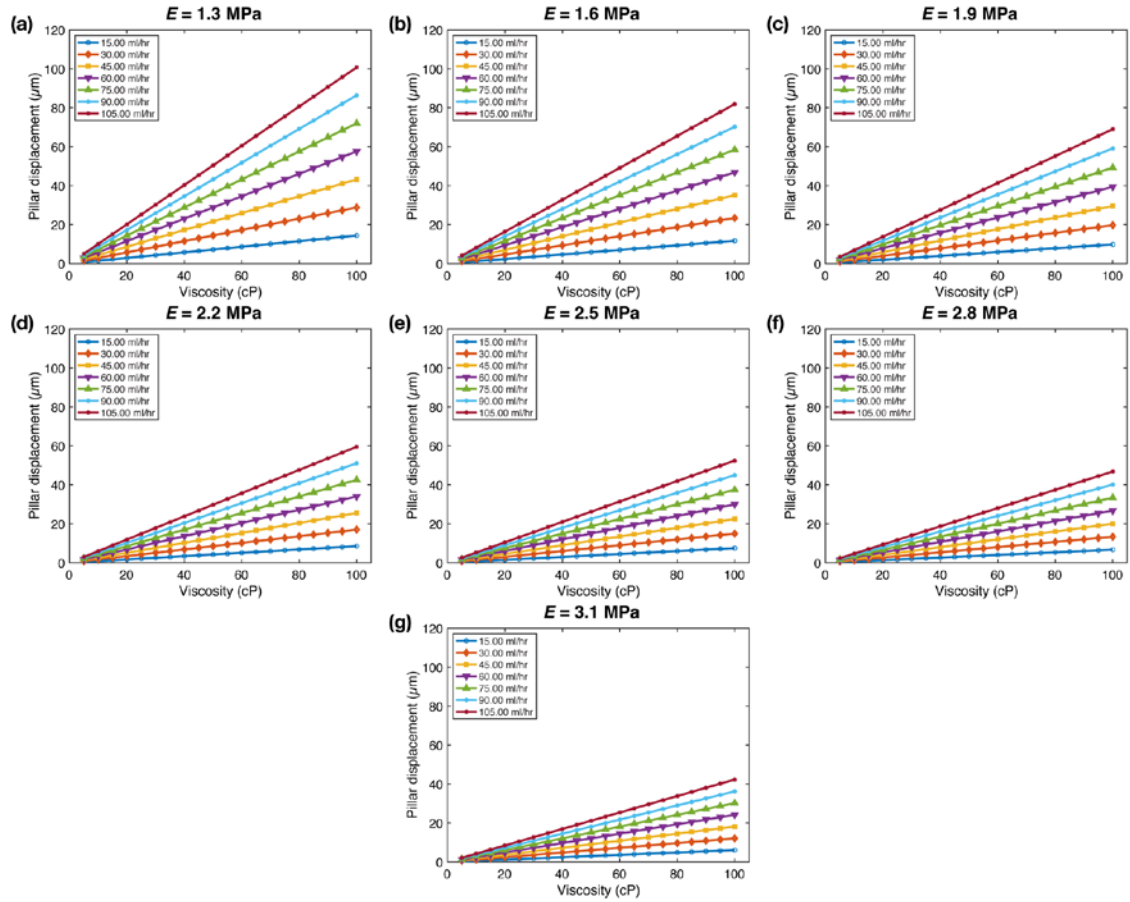 (a) E = 1.3 MPa
120
100
80
60
40
20
0
Pillar displacement (μm)
15.00 ml/hr
30.00 ml/hr
45.00 ml/hr
60.00 ml/hr
75.00 ml/hr
90.00 ml/hr
105.00 ml/hr
0 20 40 60 80 100
Viscosity (cP)
(b) E = 1.6 MPa
120
100
80
60
40
20
0
Pillar displacement (μm)
15.00 ml/hr
30.00 ml/hr
45.00 ml/hr
60.00 ml/hr
75.00 ml/hr
90.00 ml/hr
105.00 ml/hr
0 20 40 60 80 100
Viscosity (cP)
(c) E = 1.9 MPa
120
100
80
60
40
20
0
Pillar displacement (μm)
15.00 ml/hr
30.00 ml/hr
45.00 ml/hr
60.00 ml/hr
75.00 ml/hr
90.00 ml/hr
105.00 ml/hr
0 20 40 60 80 100
Viscosity (cP)
(d) E = 2.2 MPa
120
100
80
60
40
20
0
Pillar displacement (μm)
15.00 ml/hr
30.00 ml/hr
45.00 ml/hr
60.00 ml/hr
75.00 ml/hr
90.00 ml/hr
105.00 ml/hr
0 20 40 60 80 100
Viscosity (cP)
(e) E = 2.5 MPa
120
100
80
60
40
20
0
Pillar displacement (μm)
15.00 ml/hr
30.00 ml/hr
45.00 ml/hr
60.00 ml/hr
75.00 ml/hr
90.00 ml/hr
105.00 ml/hr
0 20 40 60 80 100
Viscosity (cP)
(f) E = 2.8 MPa
120
100
80
60
40
20
0
Pillar displacement (μm)
15.00 ml/hr
30.00 ml/hr
45.00 ml/hr
60.00 ml/hr
75.00 ml/hr
90.00 ml/hr
105.00 ml/hr
0 20 40 60 80 100
Viscosity (cP)
(g) E = 3.1 MPa
120
100
80
60
40
20
0
Pillar displacement (μm)
15.00 ml/hr
30.00 ml/hr
45.00 ml/hr
60.00 ml/hr
75.00 ml/hr
90.00 ml/hr
105.00 ml/hr
0 20 40 60 80 100
Viscosity (cP)